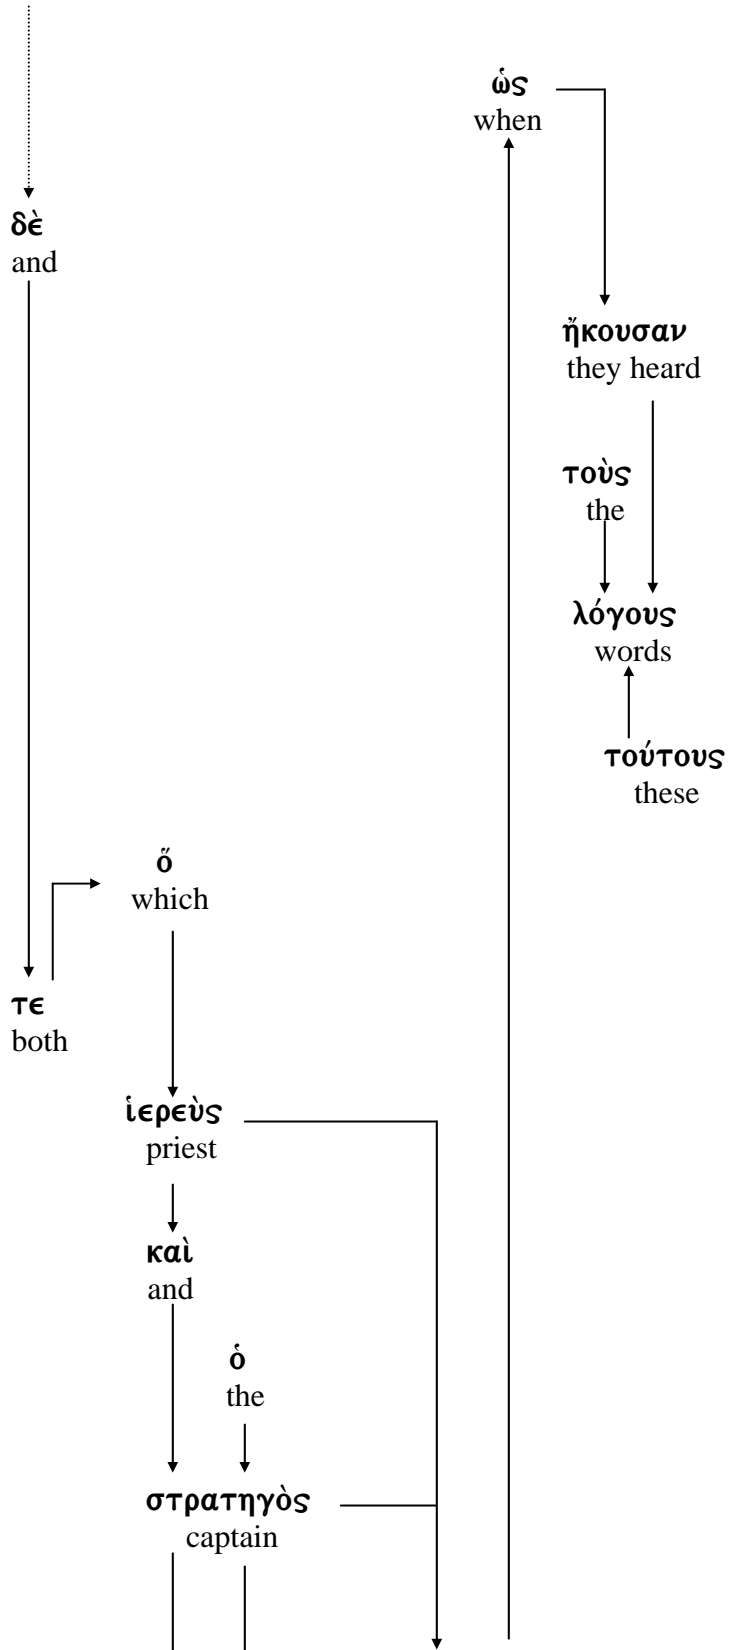 ὡς
when
δὲ
and
ἤκουσαν
they heard
τοὺς
the
λόγους
words
τούτους
these
ὅ
which
τε
both
ἱερεὺς
priest
καὶ
and
ὁ
the
στρατηγὸς
captain